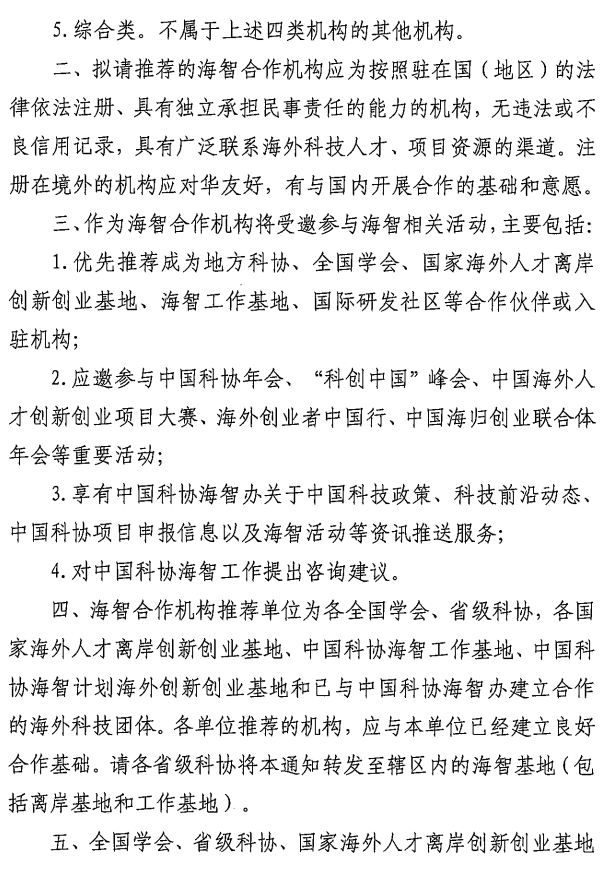 5.综合类。不属于上述四类机构的其他机构。
二、拟请推荐的海智合作机构应为按照驻在国（地区）的法
律依法注册、具有独立承担民事责任的能力的机构，无违法或不
良信用记录，具有广泛联系海外科技人才、项目资源的渠道。注
册在境外的机构应对华友好，有与国内开展合作的基础和意愿。
三、作为海智合作机构将受邀参与海智相关活动，主要包括：
1.优先推荐成为地方科协、全国学会、国家海外人才离岸
创新创业基地、海智工作基地、国际研发社区等合作伙伴或入
驻机构；
2.应邀参与中国科协年会、“科创中国”峰会、中国海外人
才创新创业项目大赛、海外创业者中国行、中国海归创业联合体
年会等重要活动；
3.享有中国科协海智办关于中国科技政策、科技前沿动态、
中国科协项目申报信息以及海智活动等资讯推送服务；
4.对中国科协海智工作提出咨询建议。
四、海智合作机构推荐单位为各全国学会、省级科协，各国
家海外人才离岸创新创业基地、中国科协海智工作基地、中国科
协海智计划海外创新创业基地和已与中国科协海智办建立合作
的海外科技团体。各单位推荐的机构，应与本单位已经建立良好
合作基础。请各省级科协将本通知转发至辖区内的海智基地（包
括离岸基地和工作基地）。
五、全国学会、省级科协、国家海外人才离岸创新创业基地